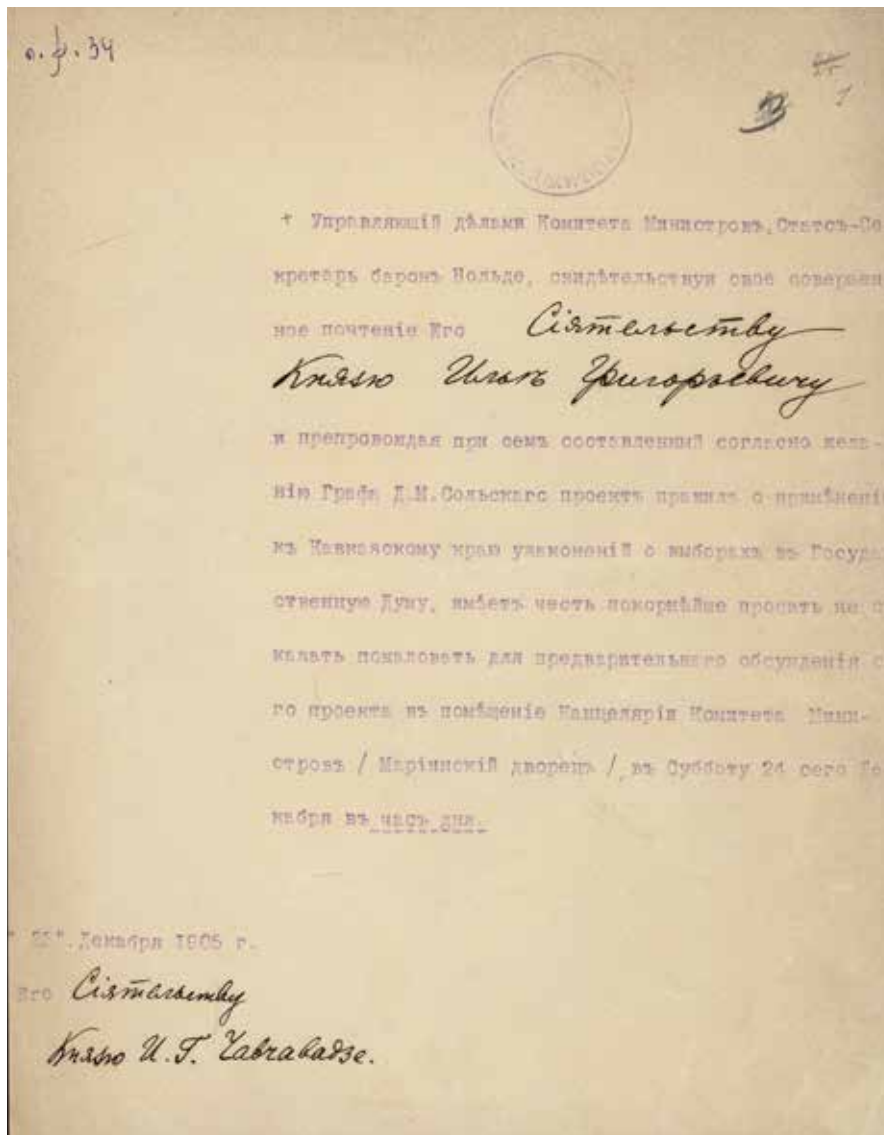 о. ф. 34
3
1
+ Управляющій дѣлами Комитета Министровъ, Статсъ-Се
кретарь баронъ Нольде, свидѣтельствуя свое совершен
ное почтеніе Его Сіятельству
Князю Ильѣ Григорьевичу
и препровождая при семъ составленный согласно жела-
нію Графа Д.М.Сольскаго проектъ правилъ о примѣнені
къ Кавказскому краю узаконеній о выборахъ въ Госуда
ственную Думу, имѣетъ честь покорнѣйше просить не о
казать пожаловать для предварительнаго обсужденія с
го проекта въ помѣщеніе Канцеляріи Комитета Мини-
стровъ / Маріинскій дворецъ /, въ Субботу 24 сего Де
кабря въ часъ дня.
Декабря 1905 г.
Его Сіятельству
Князю И. Г. Чавчавадзе.